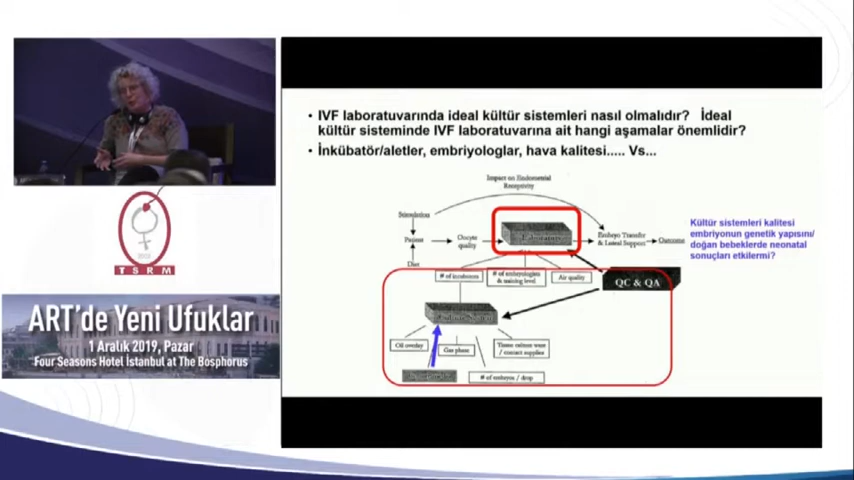 • IVF laboratuvarında ideal kültür sistemleri nasıl olmalıdır? İdeal
kültür sisteminde IVF laboratuvarına ait hangi aşamalar önemlidir?
• İnkübatör/aletler, embriyologlar, hava kalitesi..... Vs...
Impact on Endometrial
Receptivity
Stimulation
Patient
Diet
Oocyte
quality
Laboratory
Embryo Transfer
& Luteal Support
Outcome
Kültür sistemleri kalitesi
embriyonun genetik yapısını/
doğan bebeklerde neonatal
sonuçları etkilermi?
# of incubators
# of embryologists
& training level
Air quality
QC & QA
Culture System
Oil overlay
Gas phase
Tissue culture ware
/ contact supplies
# of embryos / drop
TSRM
ART'de Yeni Ufuklar
1 Aralık 2019, Pazar
Four Seasons Hotel İstanbul at The Bosphorus